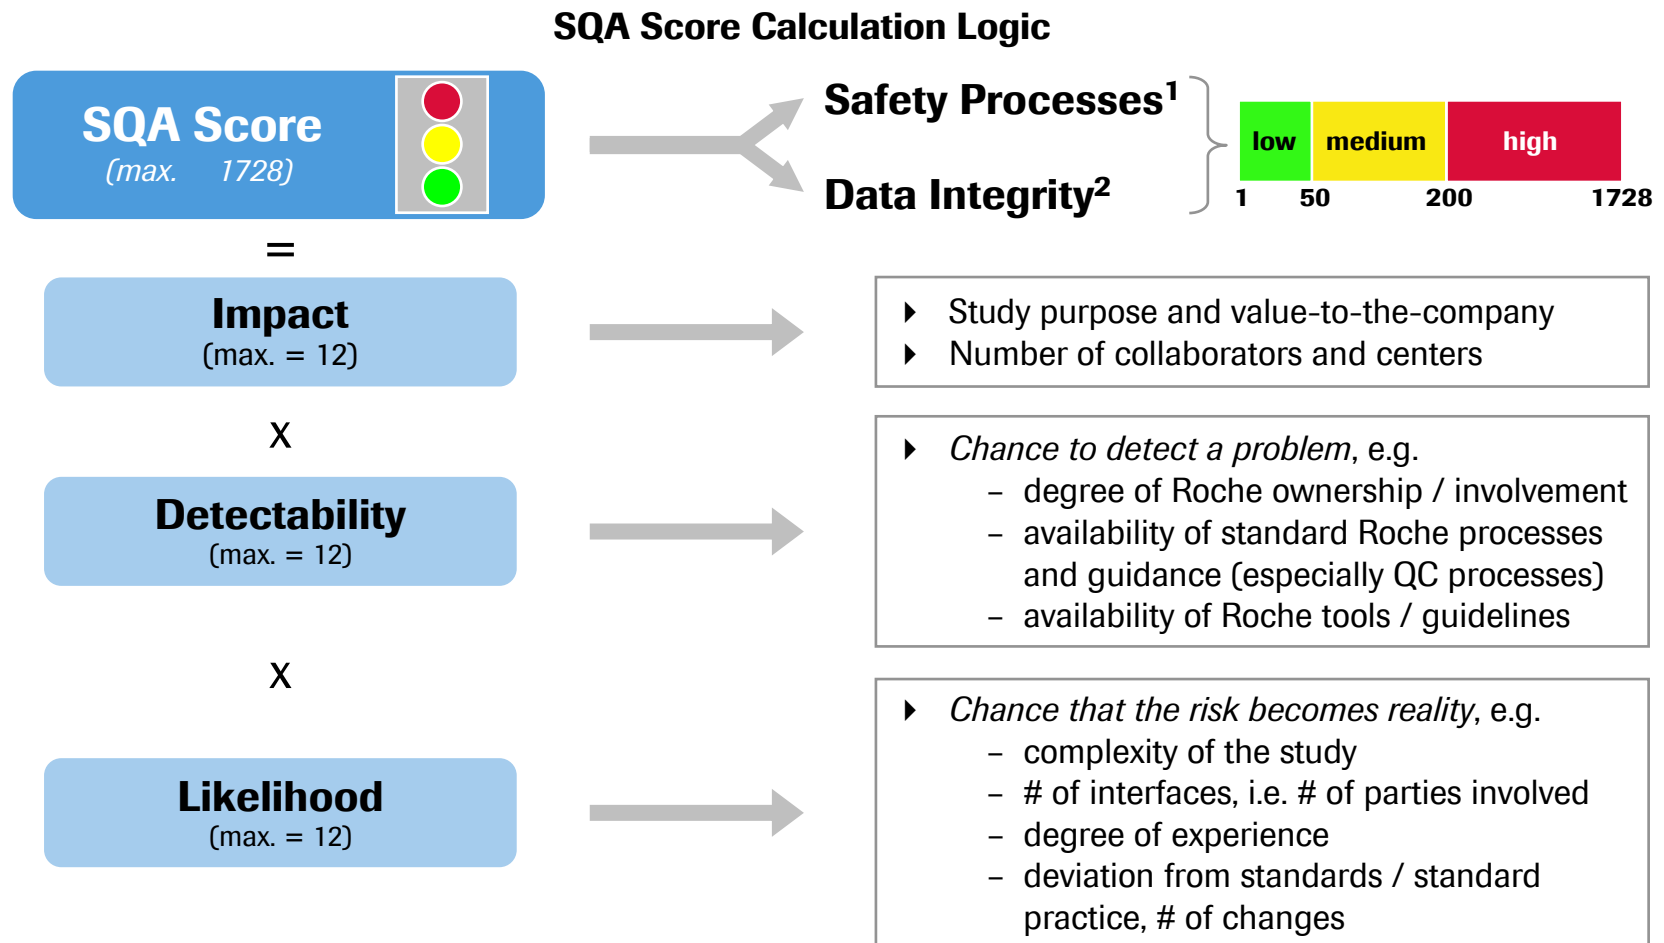 SQA Score Calculation Logic
SQA Score
(max. 1728)
Safety Processes¹
Data Integrity²
low medium high
1 50 200 1728
=
Impact
(max. = 12)
▶ Study purpose and value-to-the-company
▶ Number of collaborators and centers
x
Detectability
(max. = 12)
▶ Chance to detect a problem, e.g.
– degree of Roche ownership / involvement
– availability of standard Roche processes
and guidance (especially QC processes)
– availability of Roche tools / guidelines
x
Likelihood
(max. = 12)
▶ Chance that the risk becomes reality, e.g.
– complexity of the study
– # of interfaces, i.e. # of parties involved
– degree of experience
– deviation from standards / standard
practice, # of changes